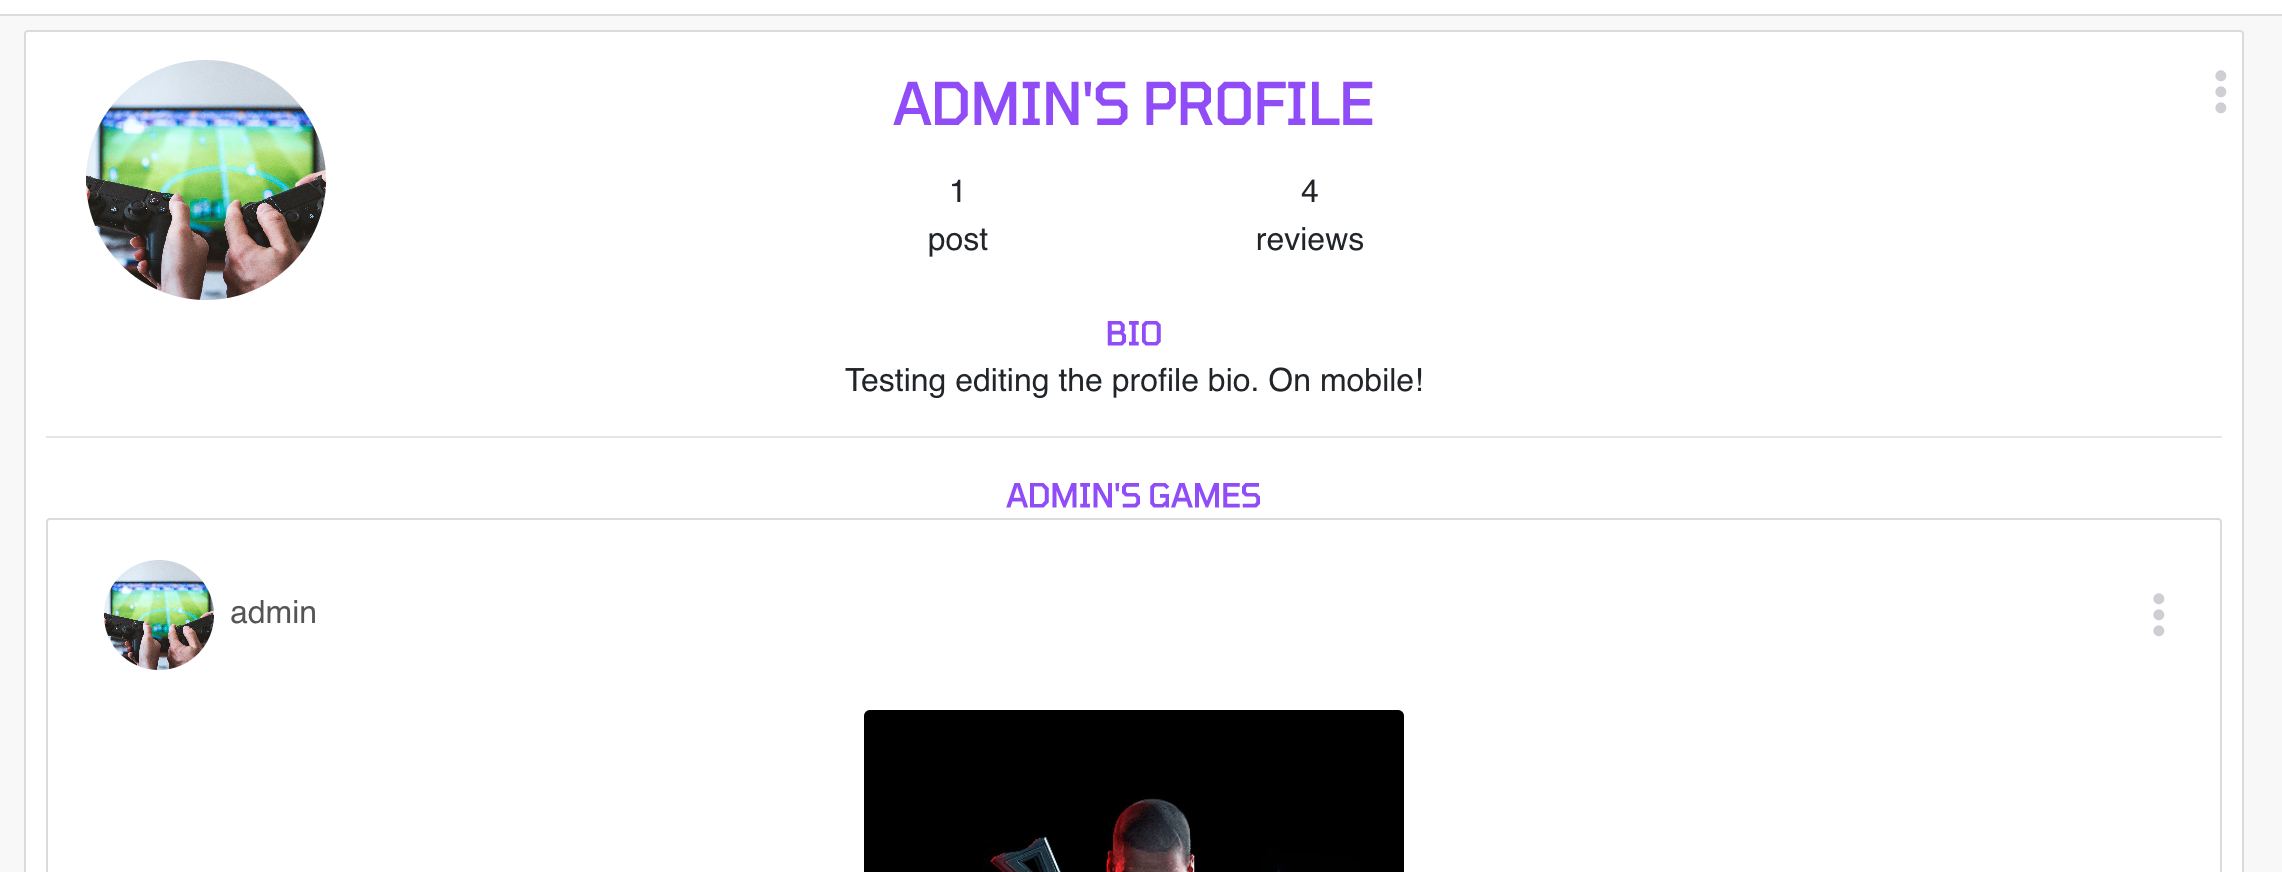 ADMIN'S PROFILE
1
post
4
reviews
BIO
Testing editing the profile bio. On mobile!
ADMIN'S GAMES
admin